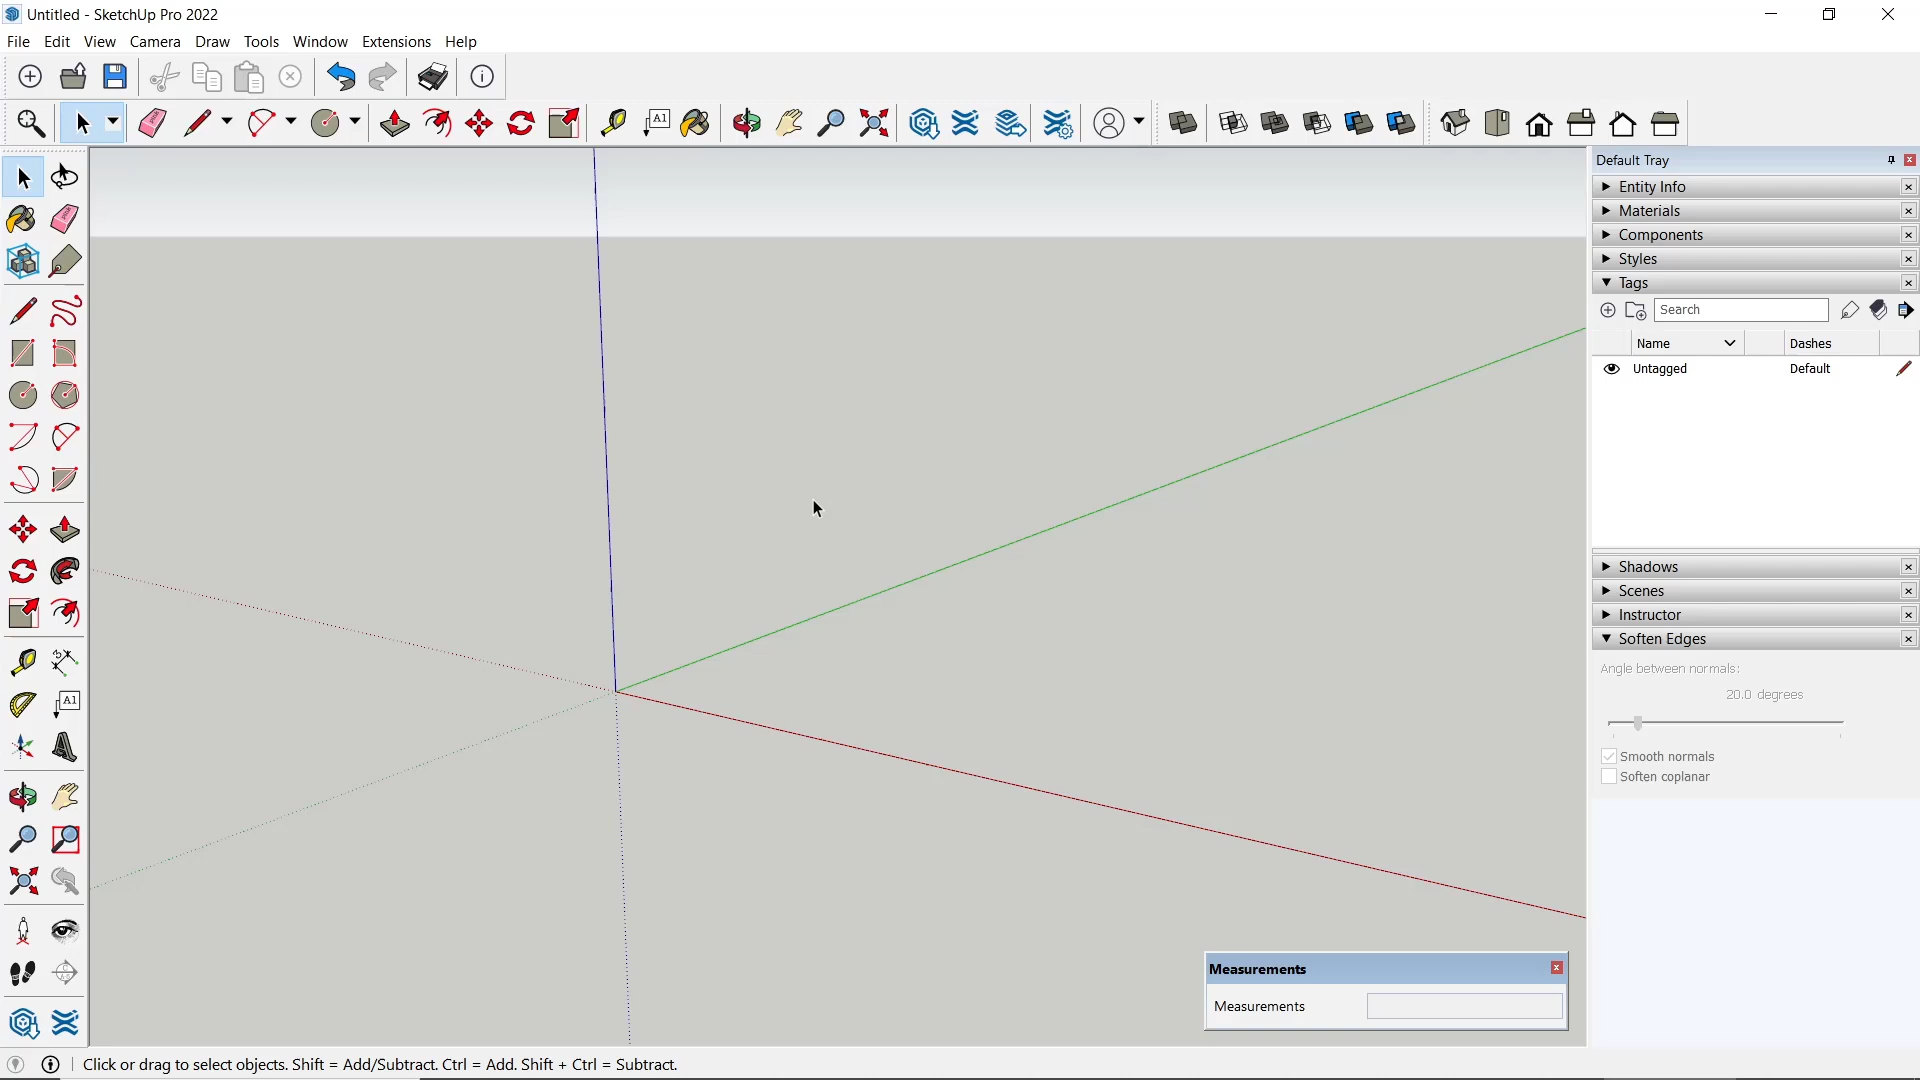 Untitled - SketchUp Pro 2022
File Edit View Camera Draw Tools Window Extensions Help
A1
Default Tray
Entity Info
Materials
Components
Styles
Tags
Search
Name Dashes
Untagged Default
Shadows
Scenes
Instructor
Soften Edges
Angle between normals:
20.0 degrees
Smooth normals
Soften coplanar
A1
Measurements
Measurements
Click or drag to select objects. Shift = Add/Subtract. Ctrl = Add. Shift + Ctrl = Subtract.